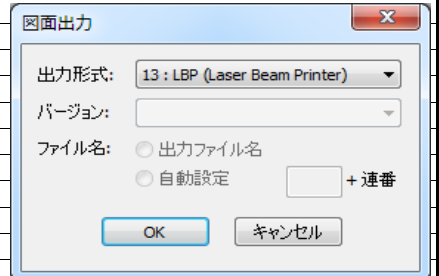 図面出力
出力形式: 13 : LBP (Laser Beam Printer)
バージョン:
ファイル名: 出力ファイル名
自動設定 + 連番
OK キャンセル